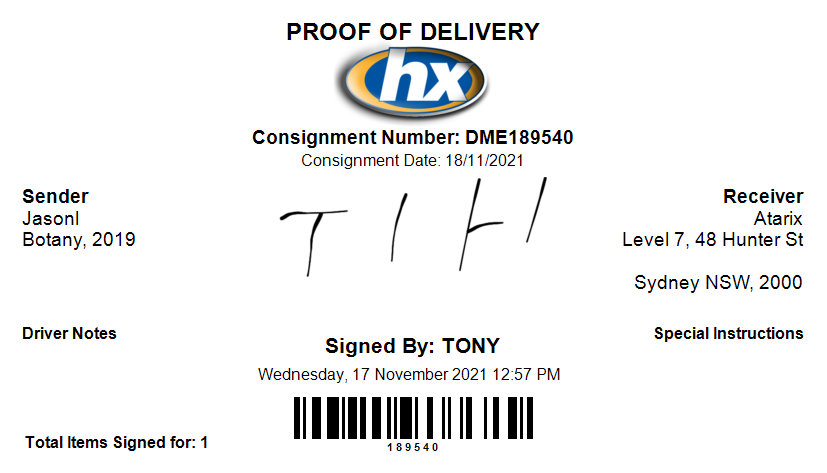 PROOF OF DELIVERY
hx
Consignment Number: DME189540
Consignment Date: 18/11/2021
Sender
JasonI
Botany, 2019
Receiver
Atarix
Level 7, 48 Hunter St
Sydney NSW, 2000
Driver Notes
Special Instructions
Signed By: TONY
Wednesday, 17 November 2021 12:57 PM
189540
Total Items Signed for: 1